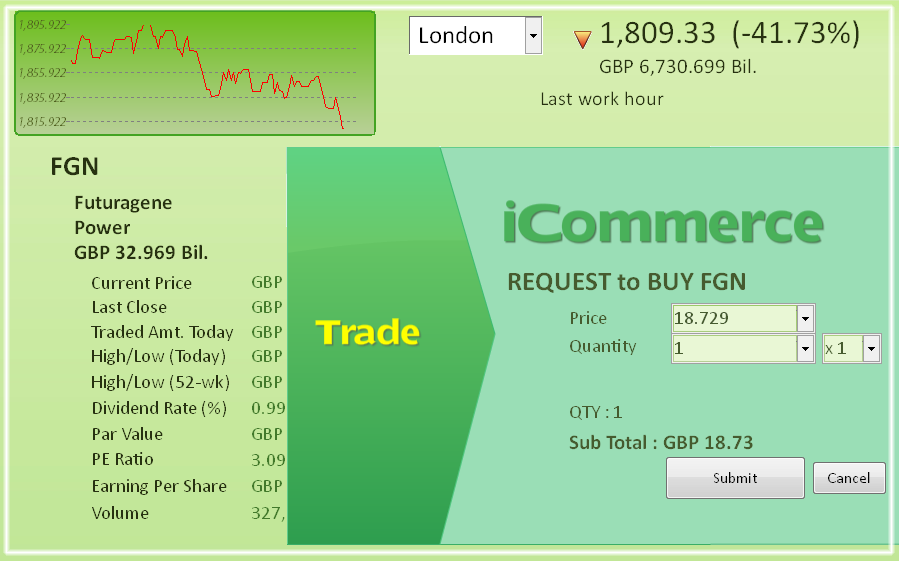 1,895.922
1,875.922
1,855.922
1,835.922
1,815.922
London
1,809.33 (-41.73%)
GBP 6,730.699 Bil.
Last work hour
FGN
Futuragene
Power
GBP 32.969 Bil.
Current Price GBP
Last Close GBP
Traded Amt. Today GBP
High/Low (Today) GBP
High/Low (52-wk) GBP
Dividend Rate (%) 0.99
Par Value GBP
PE Ratio 3.09
Earning Per Share GBP
Volume 327,
Trade
iCommerce
REQUEST to BUY FGN
Price 18.729
Quantity 1 x 1
QTY : 1
Sub Total : GBP 18.73
Submit Cancel